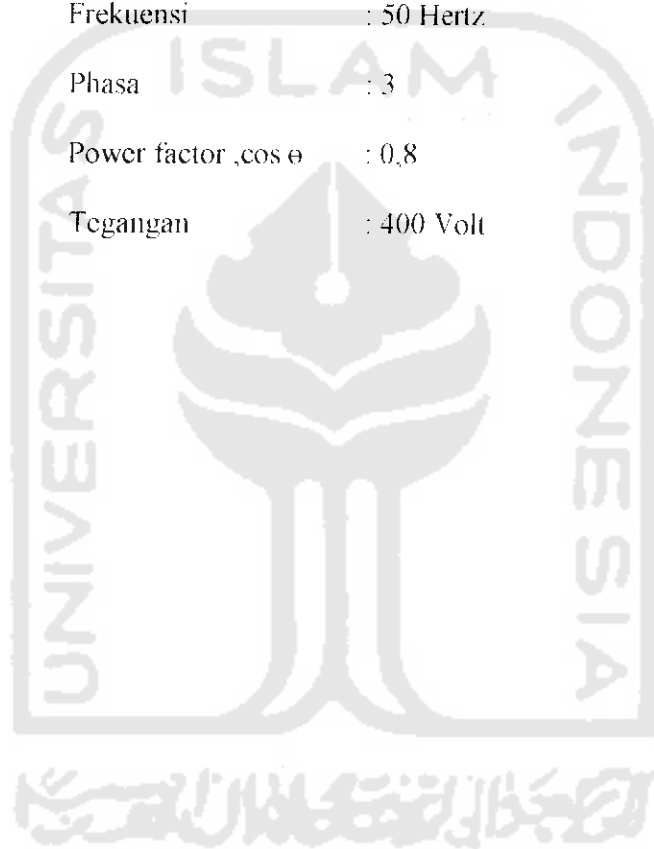 Frekuensi : 50 Hertz
ISLAM
Phasa : 3
Power factor ,cos ɵ : 0,8
Tegangan : 400 Volt
UNIVERSITAS
INDONESIA